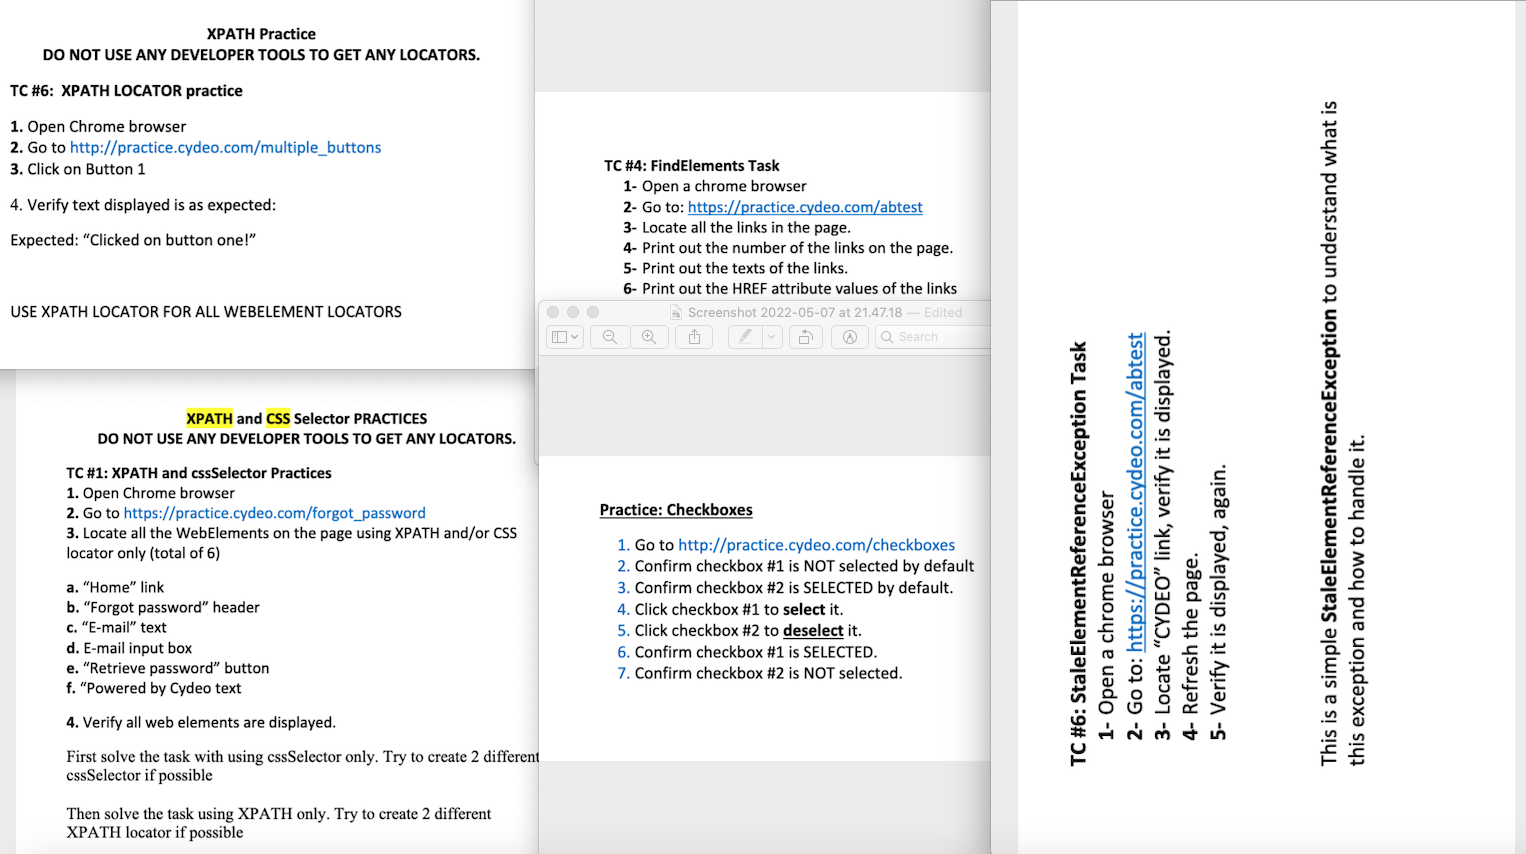 XPATH Practice
DO NOT USE ANY DEVELOPER TOOLS TO GET ANY LOCATORS.
TC #6: XPATH LOCATOR practice
1. Open Chrome browser
2. Go to http://practice.cydeo.com/multiple_buttons
3. Click on Button 1
4. Verify text displayed is as expected:
Expected: “Clicked on button one!”
USE XPATH LOCATOR FOR ALL WEBELEMENT LOCATORS
XPATH and CSS Selector PRACTICES
DO NOT USE ANY DEVELOPER TOOLS TO GET ANY LOCATORS.
TC #1: XPATH and cssSelector Practices
1. Open Chrome browser
2. Go to https://practice.cydeo.com/forgot_password
3. Locate all the WebElements on the page using XPATH and/or CSS
locator only (total of 6)
a. “Home” link
b. “Forgot password” header
c. “E-mail” text
d. E-mail input box
e. “Retrieve password” button
f. “Powered by Cydeo text
4. Verify all web elements are displayed.
First solve the task with using cssSelector only. Try to create 2 different
cssSelector if possible
Then solve the task using XPATH only. Try to create 2 different
XPATH locator if possible
TC #4: FindElements Task
1- Open a chrome browser
2- Go to: https://practice.cydeo.com/abtest
3- Locate all the links in the page.
4- Print out the number of the links on the page.
5- Print out the texts of the links.
6- Print out the HREF attribute values of the links
Screenshot 2022-05-07 at 21.47.18 — Edited
Search
Practice: Checkboxes
1. Go to http://practice.cydeo.com/checkboxes
2. Confirm checkbox #1 is NOT selected by default
3. Confirm checkbox #2 is SELECTED by default.
4. Click checkbox #1 to select it.
5. Click checkbox #2 to deselect it.
6. Confirm checkbox #1 is SELECTED.
7. Confirm checkbox #2 is NOT selected.
TC #6: StaleElementReferenceException Task
1- Open a chrome browser
2- Go to: https://practice.cydeo.com/abtest
3- Locate “CYDEO” link, verify it is displayed.
4- Refresh the page.
5- Verify it is displayed, again.
This is a simple StaleElementReferenceException to understand what is
this exception and how to handle it.